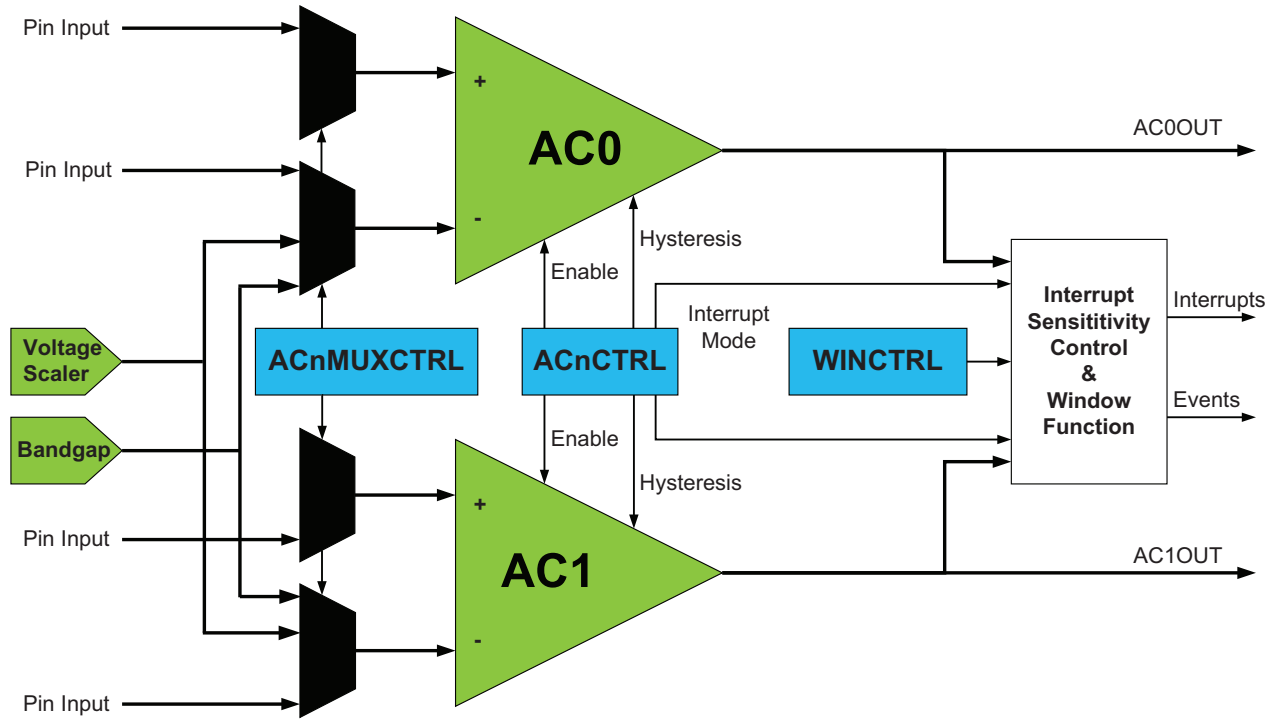 Pin Input
+
AC0
AC0OUT
Pin Input
-
Hysteresis
Enable
Interrupt
Mode
Interrupt
Sensititivity
Control
&
Window
Function
Interrupts
Events
Voltage
Scaler
ACnMUXCTRL
ACnCTRL
WINCTRL
Bandgap
Enable
Hysteresis
+
Pin Input
AC1
AC1OUT
-
Pin Input